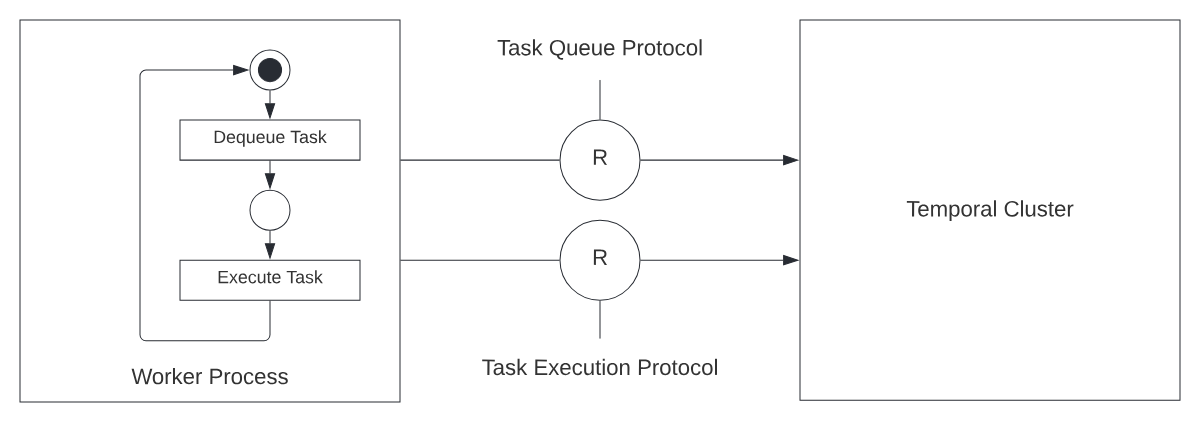 Task Queue Protocol
Dequeue Task
R
Temporal Cluster
R
Execute Task
Task Execution Protocol
Worker Process